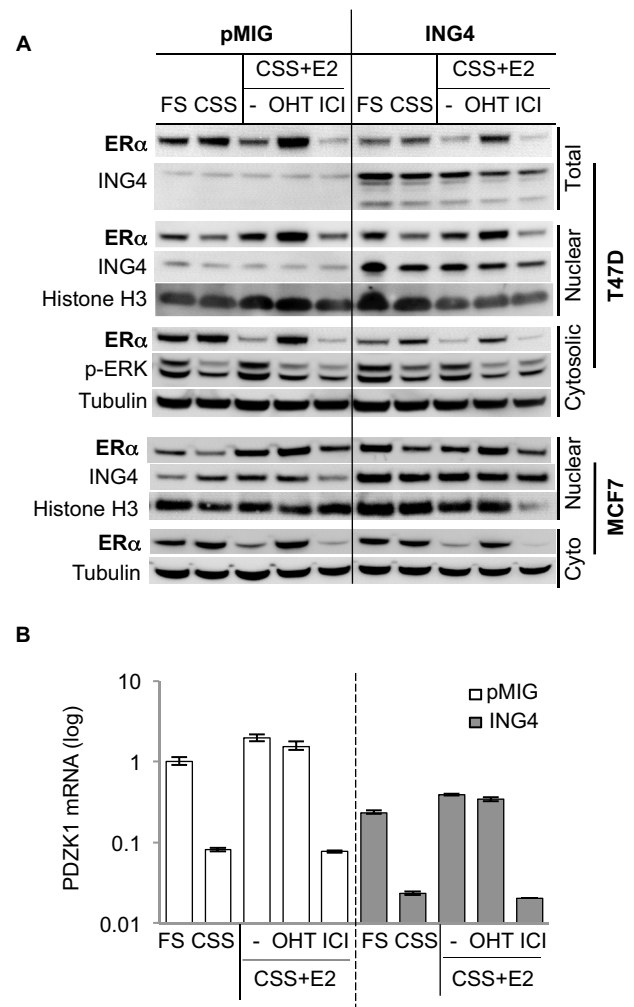 A
pMIG ING4
CSS+E2 CSS+E2
FS CSS - OHT ICI FS CSS - OHT ICI
ERα
ING4
Total
ERα
ING4
Histone H3
Nuclear
ERα
p-ERK
Tubulin
Cytosolic
T47D
ERα
ING4
Histone H3
Nuclear
ERα
Tubulin
Cyto
MCF7
B
PDZK1 mRNA (log)
10
1
0.1
0.01
pMIG
ING4
FS CSS - OHT ICI FS CSS - OHT ICI
CSS+E2 CSS+E2